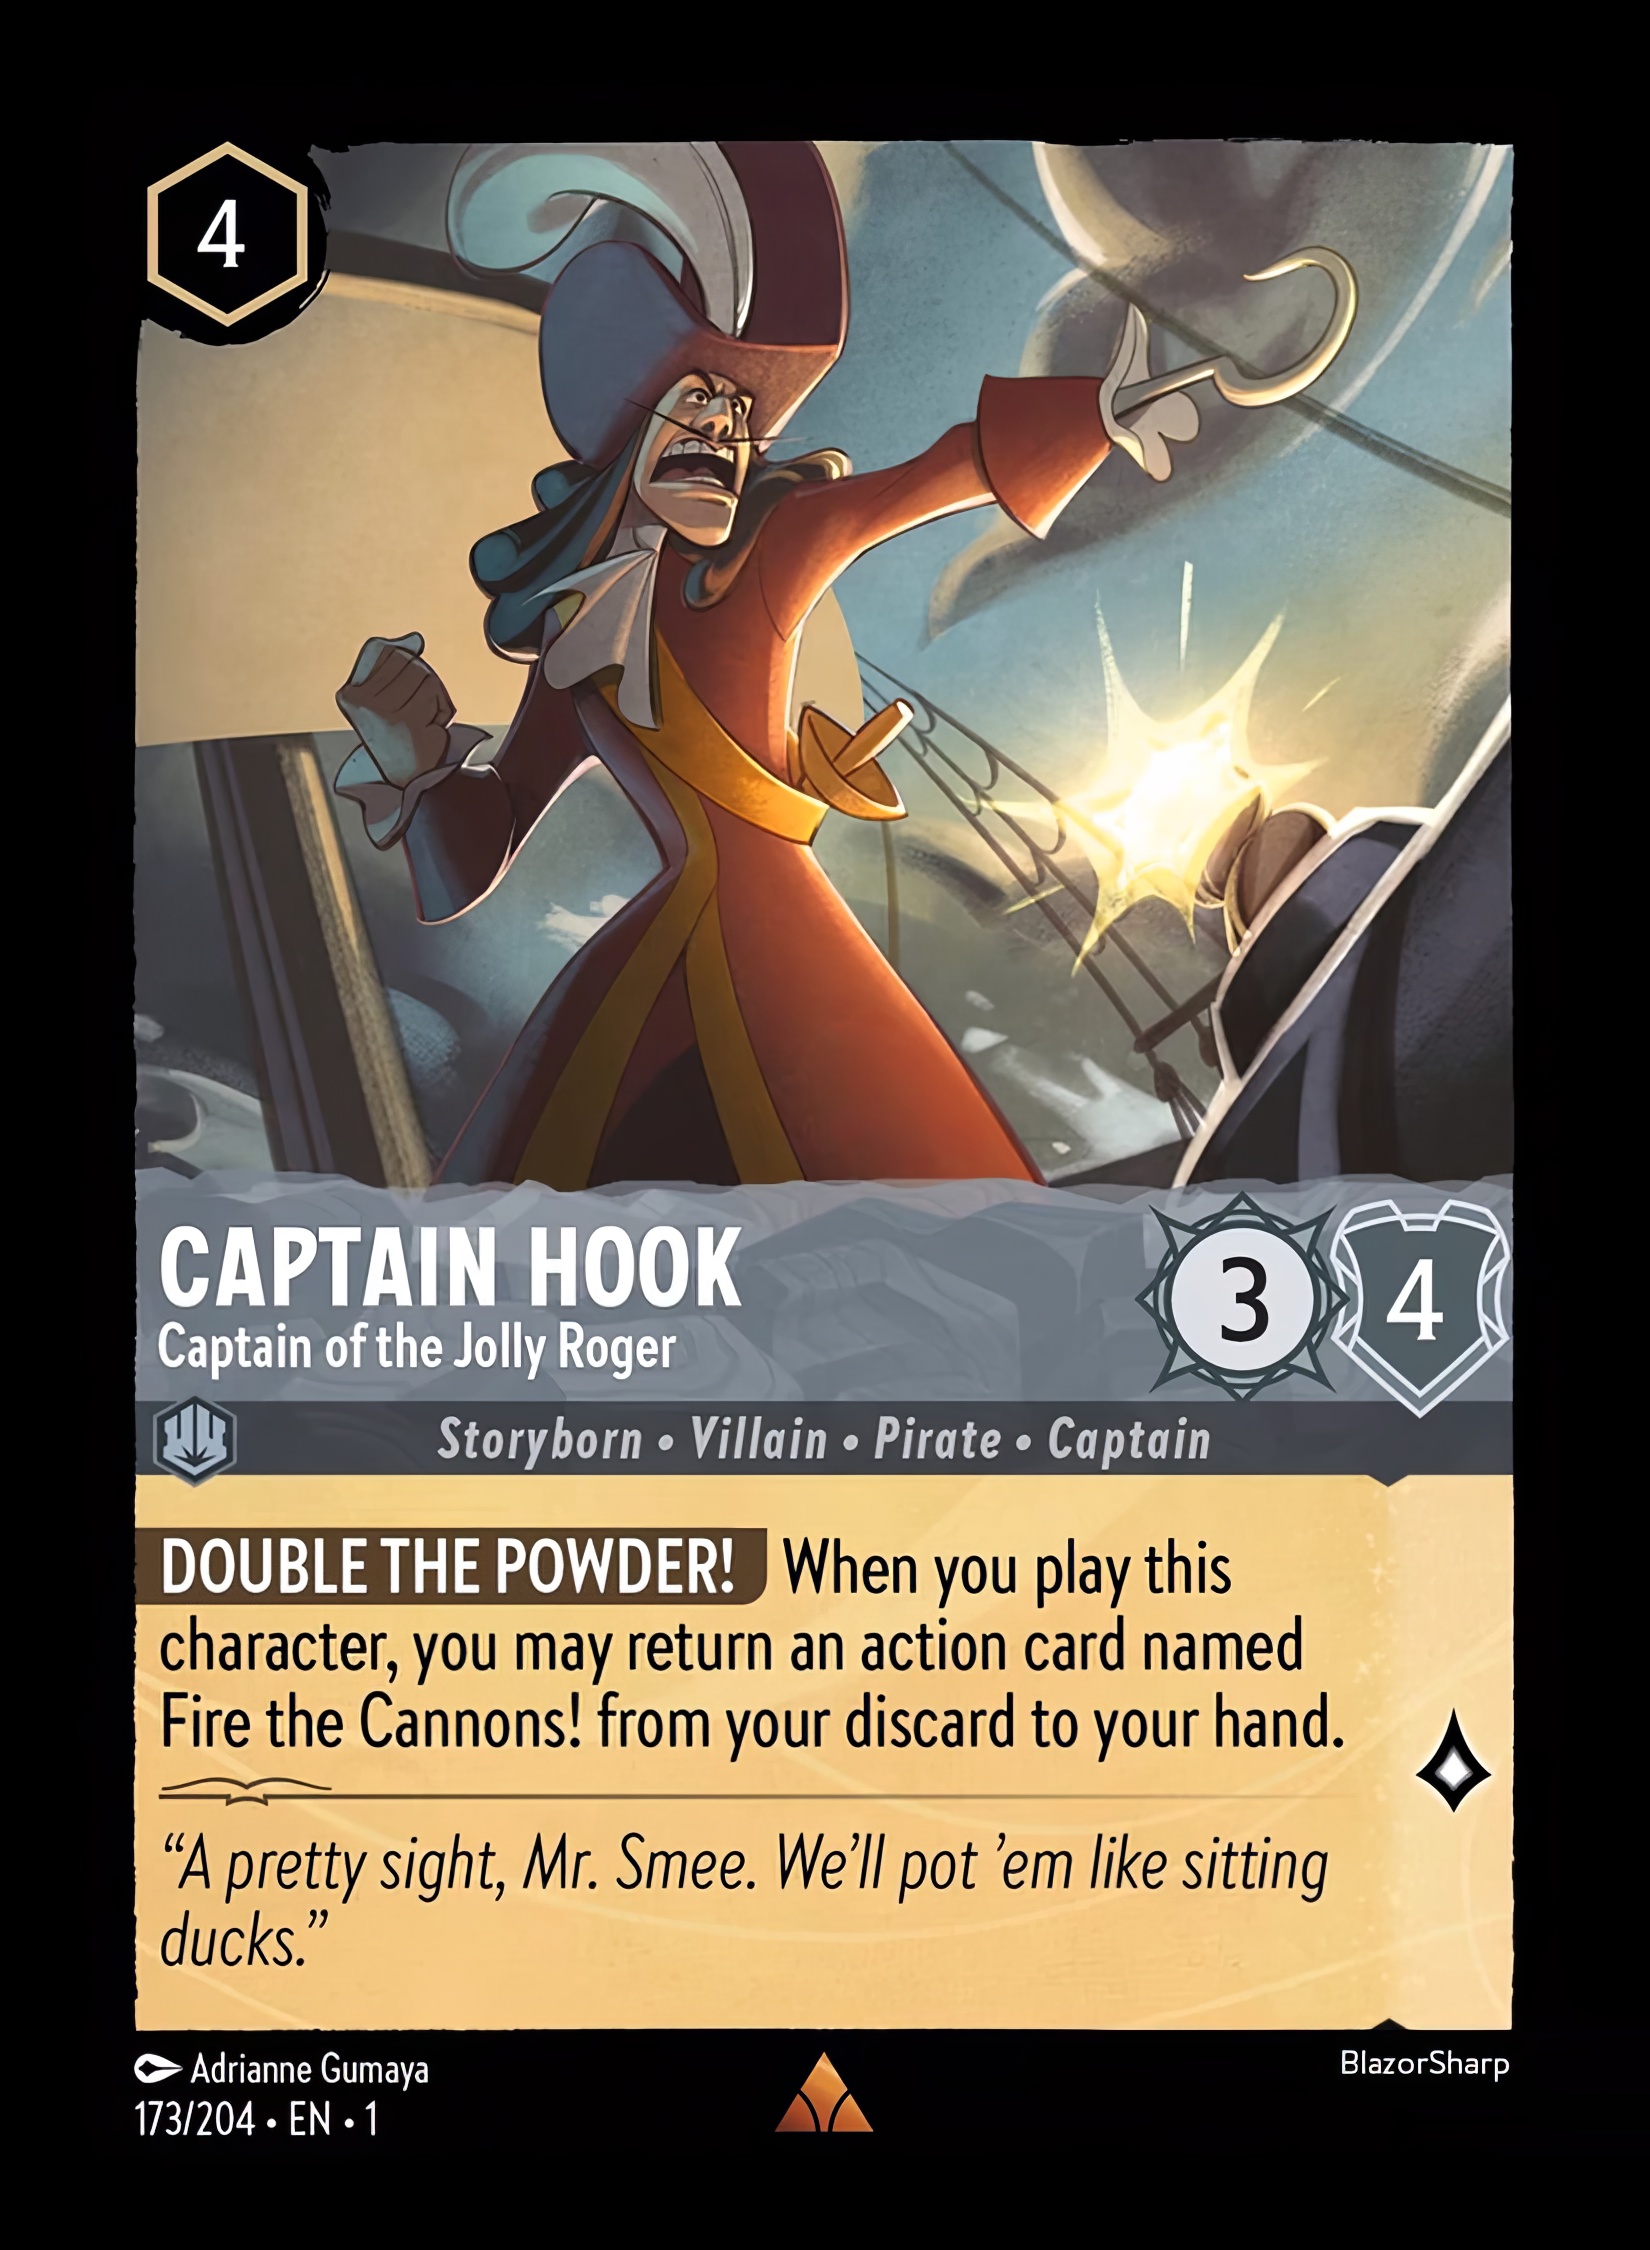 4
CAPTAIN HOOK
Captain of the Jolly Roger
3
4
Storyborn • Villain • Pirate • Captain
DOUBLE THE POWDER! When you play this
character, you may return an action card named
Fire the Cannons! from your discard to your hand.
“A pretty sight, Mr. Smee. We’ll pot ’em like sitting
ducks.”
Adrianne Gumaya
BlazorSharp
173/204 • EN • 1